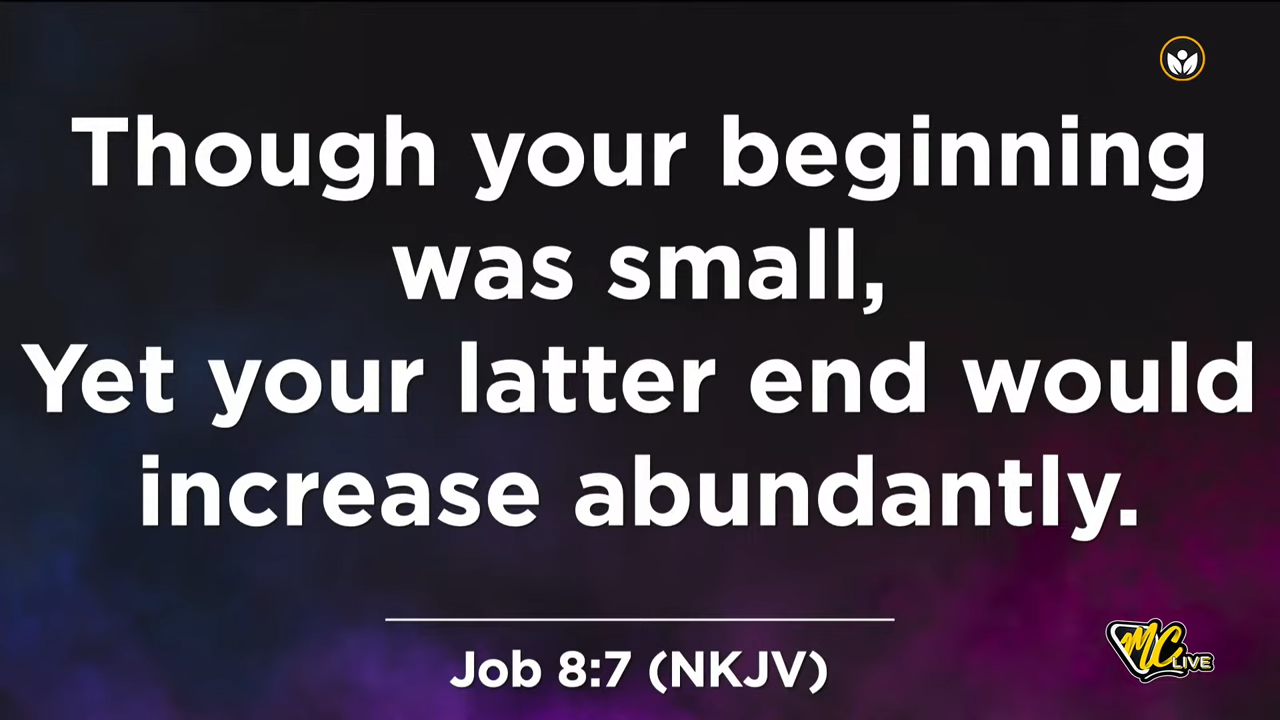 Though your beginning
was small,
Yet your latter end would
increase abundantly.
Job 8:7 (NKJV)
MC LIVE